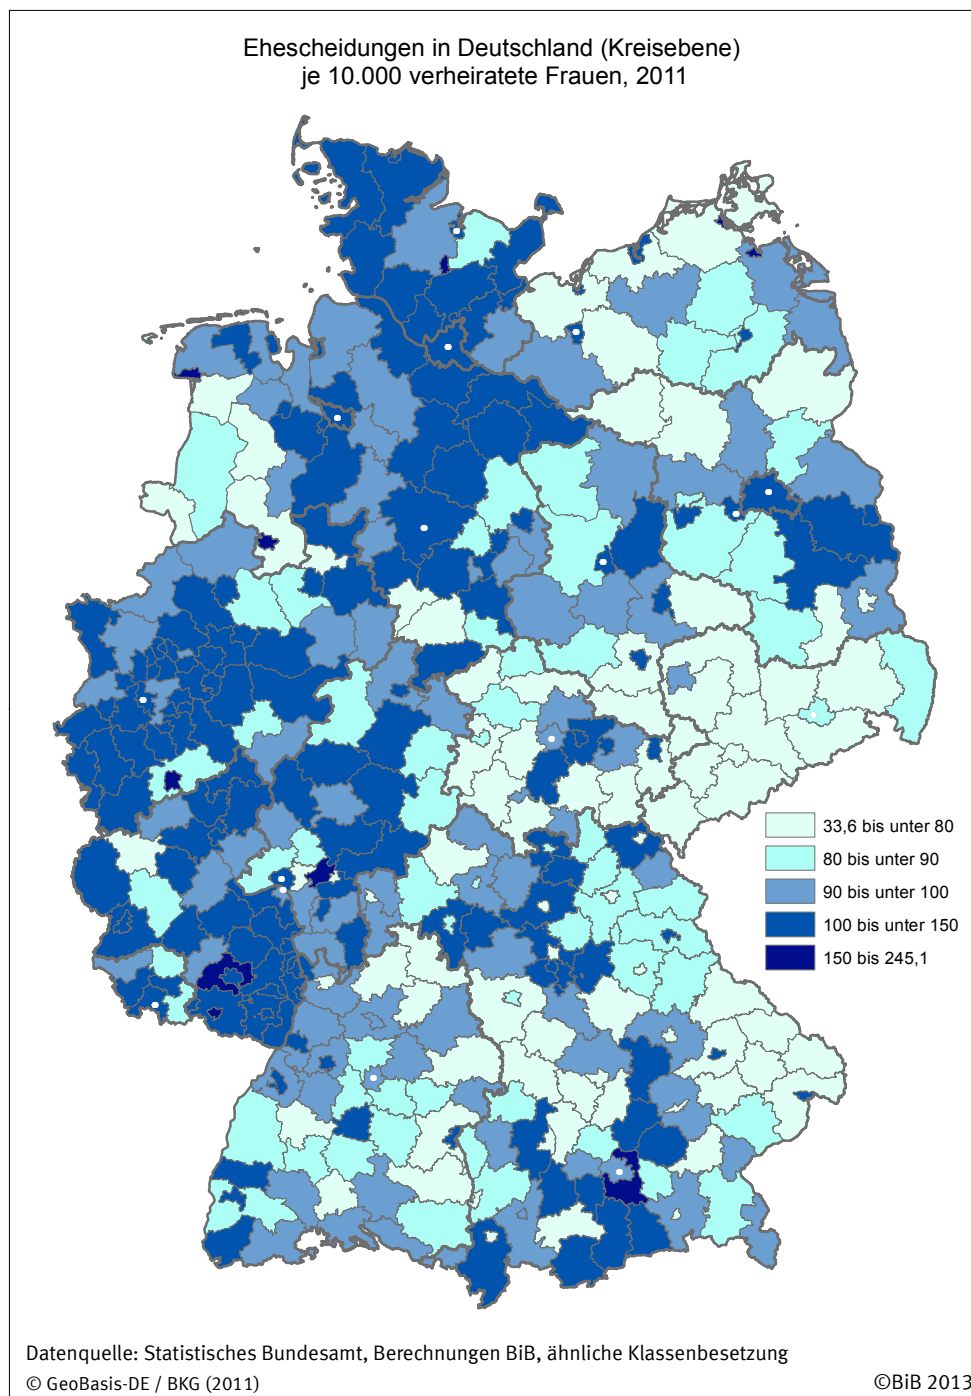 Ehescheidungen in Deutschland (Kreisebene)
je 10.000 verheiratete Frauen, 2011
33,6 bis unter 80
80 bis unter 90
90 bis unter 100
100 bis unter 150
150 bis 245,1
Datenquelle: Statistisches Bundesamt, Berechnungen BiB, ähnliche Klassenbesetzung
© GeoBasis-DE / BKG (2011)
©BiB 2013